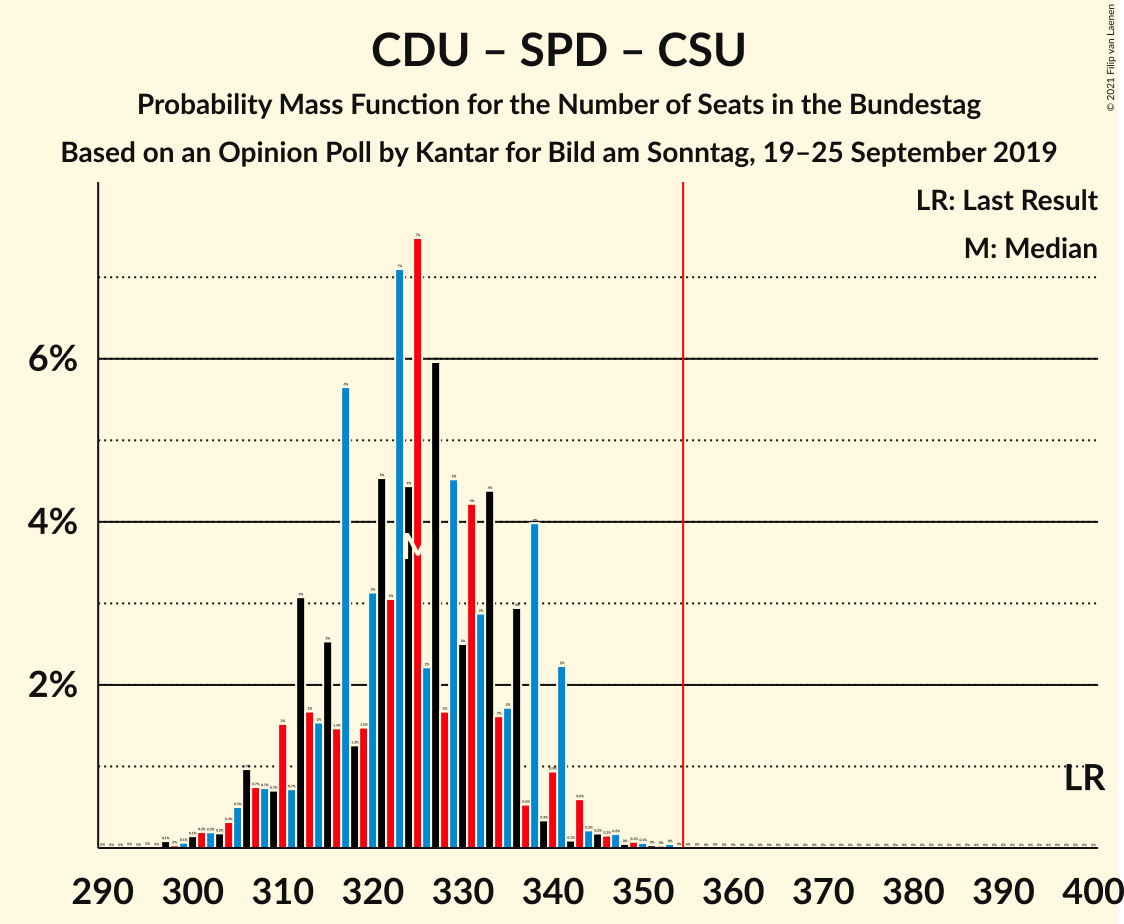 CDU – SPD – CSU
Probability Mass Function for the Number of Seats in the Bundestag
Based on an Opinion Poll by Kantar for Bild am Sonntag, 19–25 September 2019
© 2021 Filip van Laenen
LR: Last Result
M: Median
6%
4%
2%
M
LR
290 300 310 320 330 340 350 360 370 380 390 400